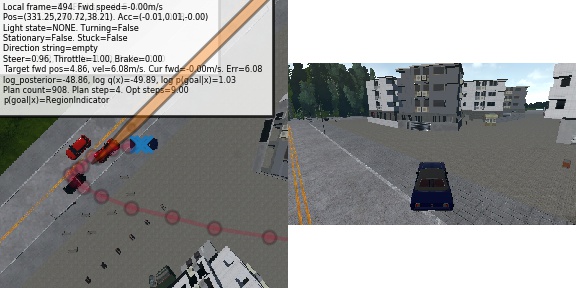 Local frame=494. Fwd speed=-0.00m/s
Pos=(331.25,270.72,38.21). Acc=(-0.01,0.01,-0.00)
Light state=NONE. Turning=False
Stationary=False. Stuck=False
Direction string=empty
Steer=0.96, Throttle=1.00, Brake=0.00
Target fwd pos=4.86, vel=6.08m/s. Cur fwd=-0.00m/s. Err=6.08
log_posterior=-48.86, log q(x)=-49.89, log p(goal|x)=1.03
Plan count=908. Plan step=4. Opt steps=9.00
p(goal|x)=RegionIndicator